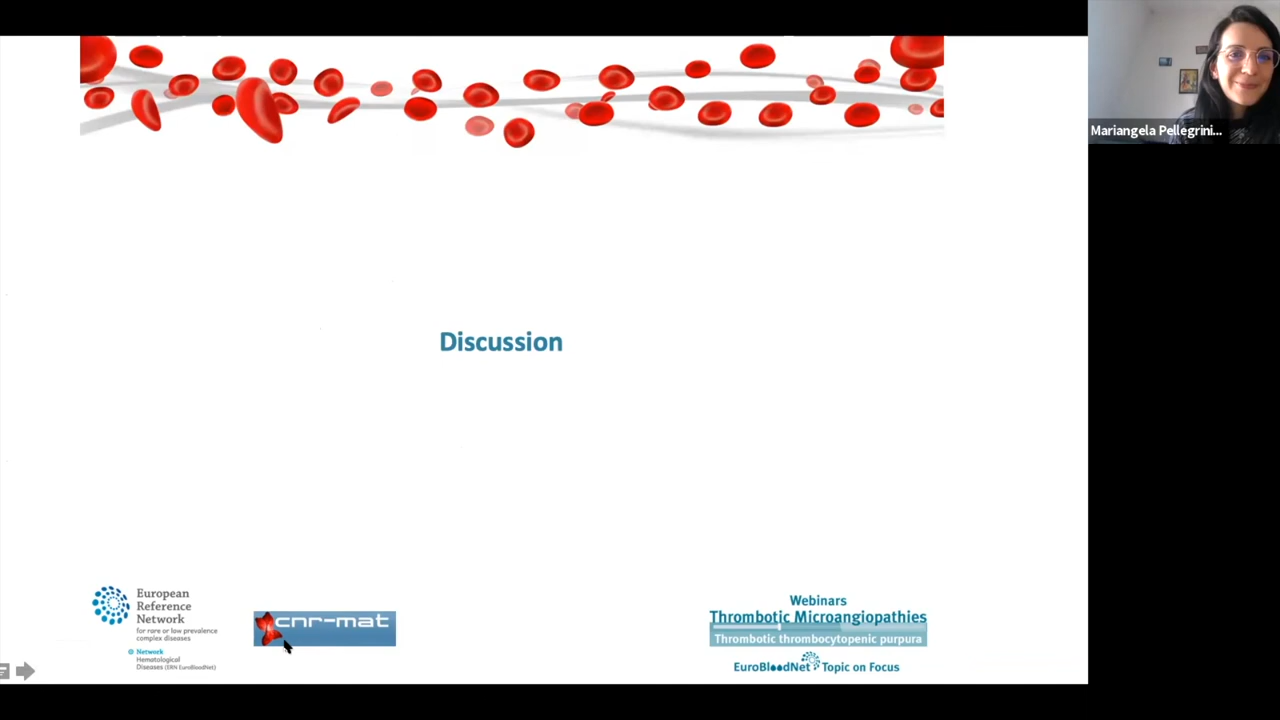 Mariangela Pellegrini...
Discussion
European
Reference
Network
for rare or low prevalence
complex diseases
Network
Hematological
Diseases (ERN EuroBloodNet)
cnr-mat
Webinars
Thrombotic Microangiopathies
Thrombotic thrombocytopenic purpura
EuroBloodNet Topic on Focus